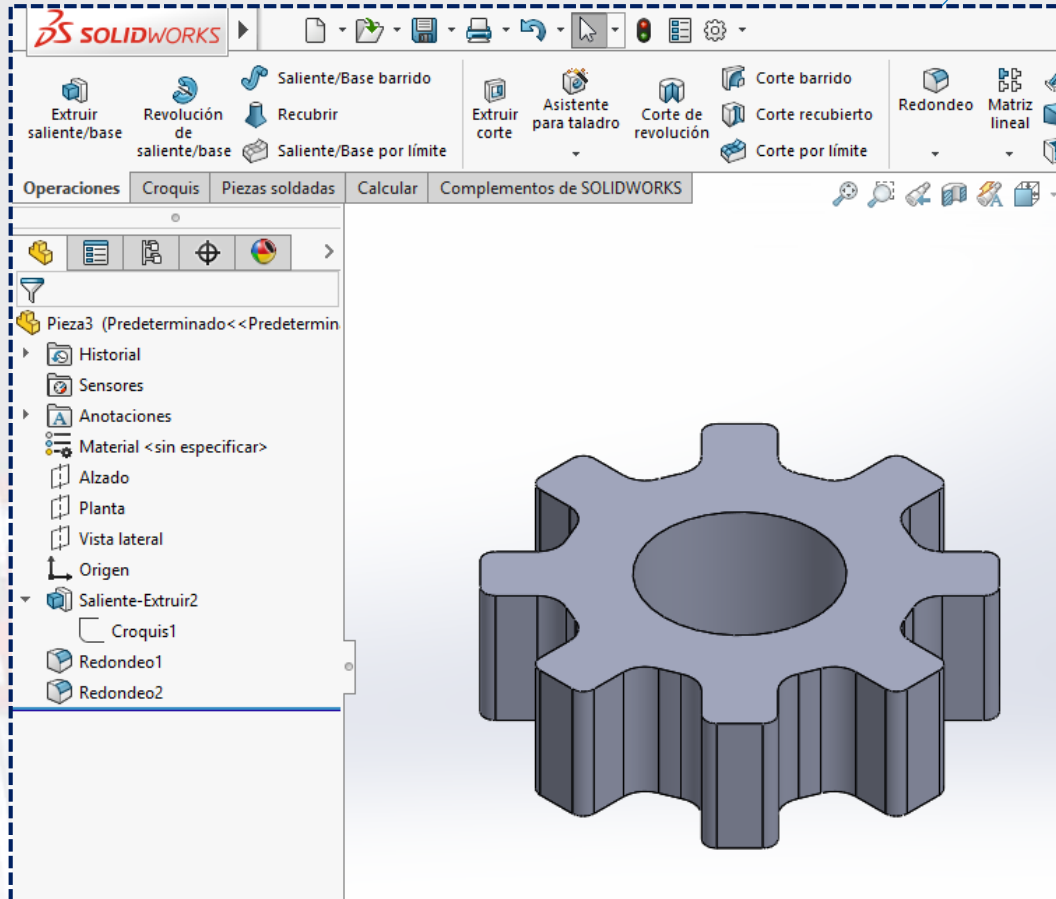 SOLIDWORKS
Extruir
saliente/base
Revolución
de
saliente/base
Saliente/Base barrido
Recubrir
Saliente/Base por límite
Extruir
corte
Asistente
para taladro
Corte de
revolución
Corte barrido
Corte recubierto
Corte por límite
Redondeo
Matriz
lineal
Operaciones
Croquis
Piezas soldadas
Calcular
Complementos de SOLIDWORKS
Pieza3 (Predeterminado<<Predetermin
Historial
Sensores
A Anotaciones
Material <sin especificar>
Alzado
Planta
Vista lateral
Origen
Saliente-Extruir2
Croquis1
Redondeo1
Redondeo2